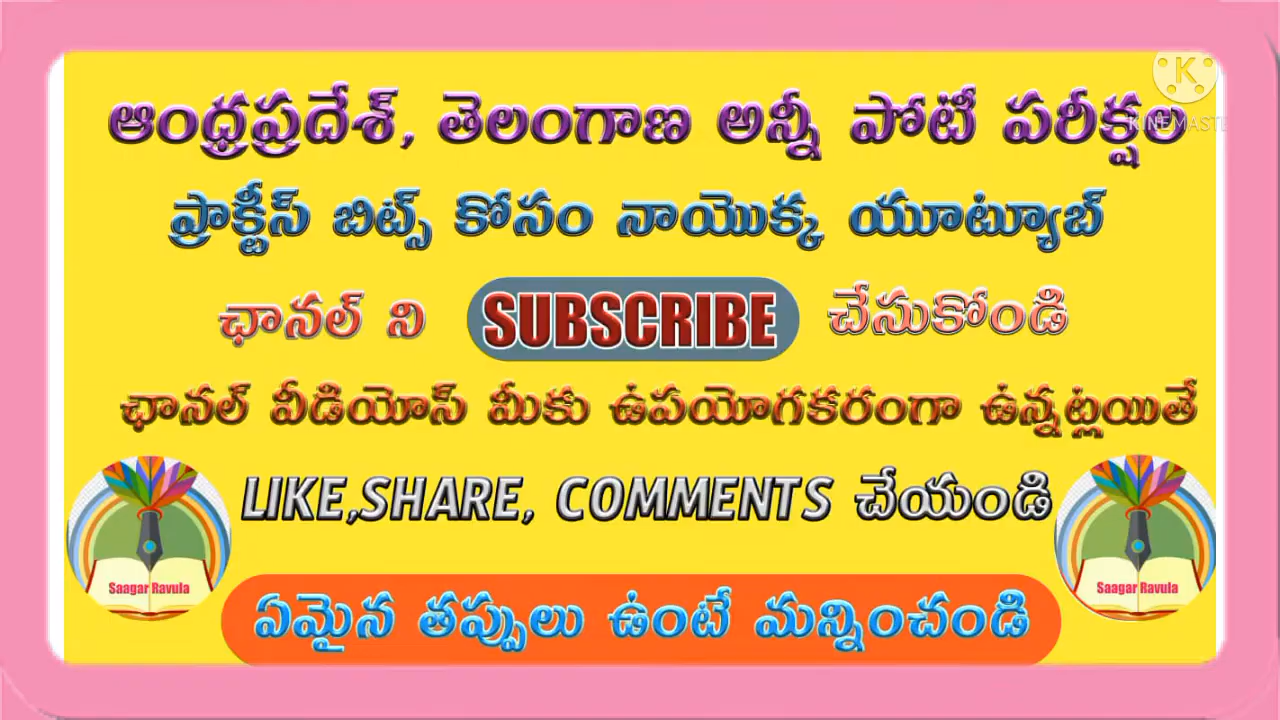 K
KINEMASTE
ఆంధ్రప్రదేశ్, తెలంగాణ అన్నీ పోటీ పరీక్షల
ప్రాక్టీస్ బిట్స్ కోసం నాయొక్క యూట్యూబ్
ఛానల్ ని SUBSCRIBE చేసుకోండి
ఛానల్ వీడియోస్ మీకు ఉపయోగకరంగా ఉన్నట్లయితే
LIKE,SHARE, COMMENTS చేయండి
Saagar Ravula
Saagar Ravula
ఏమైన తప్పులు ఉంటే మన్నించండి